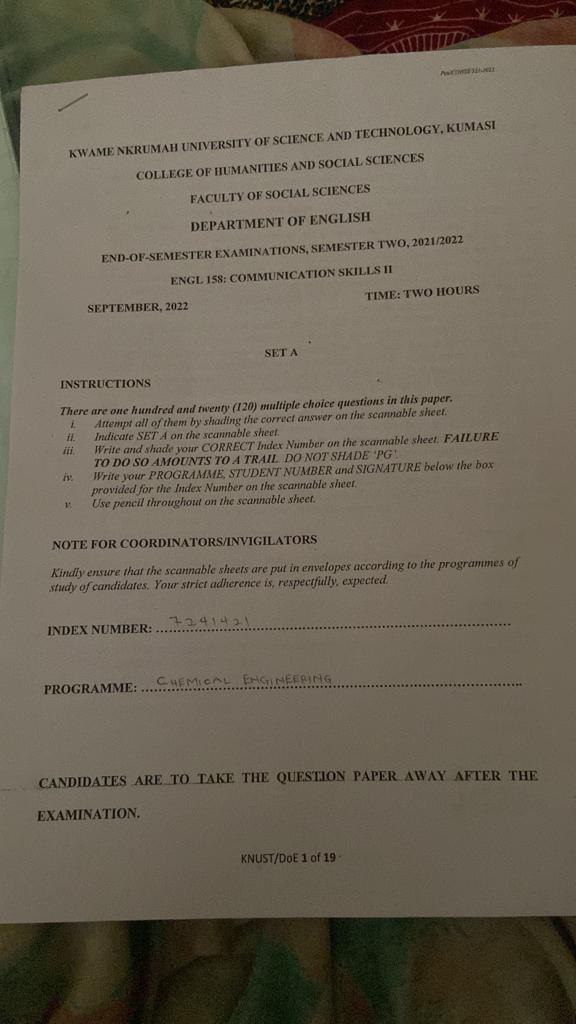 KWAME NKRUMAH UNIVERSITY OF SCIENCE AND TECHNOLOGY, KUMASI
COLLEGE OF HUMANITIES AND SOCIAL SCIENCES
FACULTY OF SOCIAL SCIENCES
DEPARTMENT OF ENGLISH
END-OF-SEMESTER EXAMINATIONS, SEMESTER TWO, 2021/2022
ENGL 158: COMMUNICATION SKILLS II
SEPTEMBER, 2022 TIME: TWO HOURS
SET A
INSTRUCTIONS
There are one hundred and twenty (120) multiple choice questions in this paper.
i. Attempt all of them by shading the correct answer on the scannable sheet.
ii. Indicate SET A on the scannable sheet.
iii. Write and shade your CORRECT Index Number on the scannable sheet. FAILURE
TO DO SO AMOUNTS TO A TRAIL. DO NOT SHADE 'PG'.
iv. Write your PROGRAMME, STUDENT NUMBER and SIGNATURE below the box
provided for the Index Number on the scannable sheet.
v. Use pencil throughout on the scannable sheet.
NOTE FOR COORDINATORS/INVIGILATORS
Kindly ensure that the scannable sheets are put in envelopes according to the programmes of
study of candidates. Your strict adherence is, respectfully, expected.
INDEX NUMBER: 7241421
PROGRAMME: CHEMICAL ENGINEERING
CANDIDATES ARE TO TAKE THE QUESTION PAPER AWAY AFTER THE
EXAMINATION.
KNUST/DoE 1 of 19